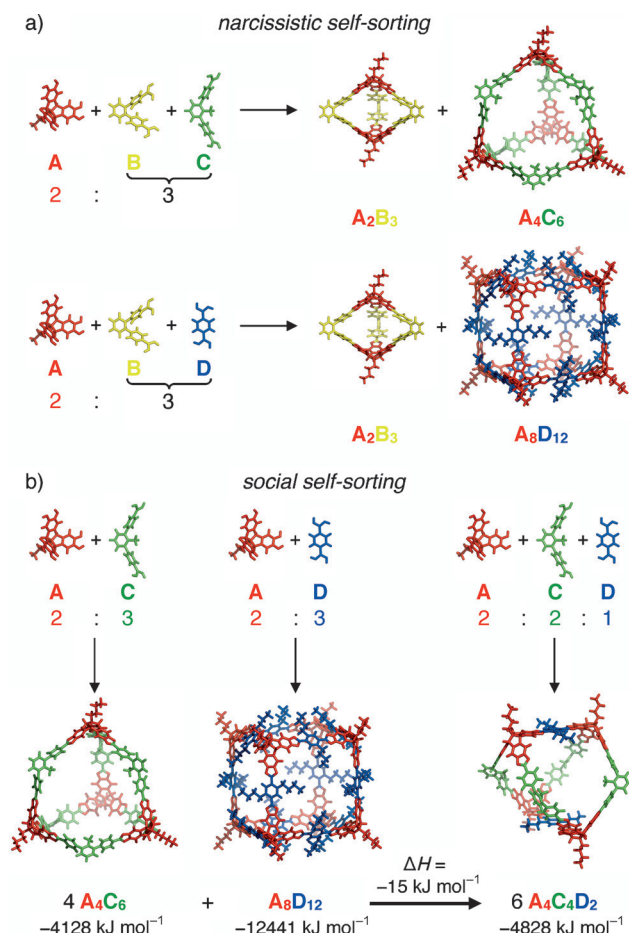 a) narcissistic self-sorting
+ + +
A B C
2 : 3
A₂B₃ A₄C₆
+ + +
A B D
2 : 3
A₂B₃ A₈D₁₂
b) social self-sorting
+ + + +
A C A D A C D
2 : 3 2 : 3 2 : 2 : 1
ΔH =
−15 kJ mol⁻¹
4 A₄C₆ + A₈D₁₂ 6 A₄C₄D₂
−4128 kJ mol⁻¹ −12441 kJ mol⁻¹ −4828 kJ mol⁻¹